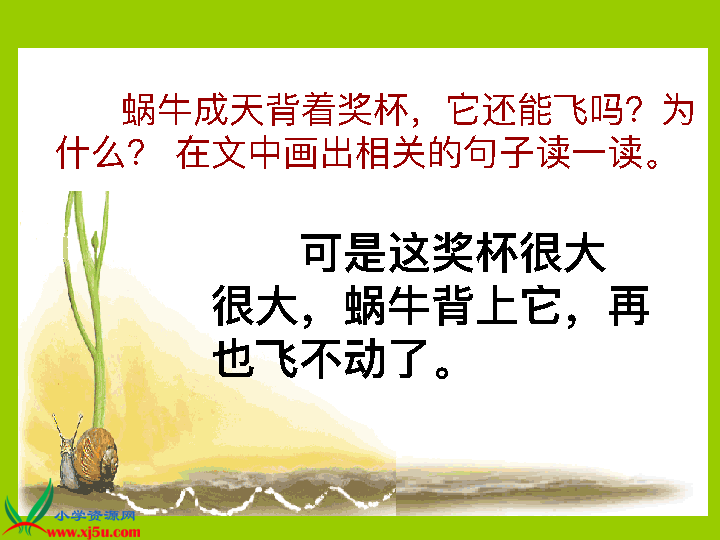 蜗牛成天背着奖杯，它还能飞吗？为
什么？ 在文中画出相关的句子读一读。
可是这奖杯很大
很大，蜗牛背上它，再
也飞不动了。
小学资源网
www.xj5u.com